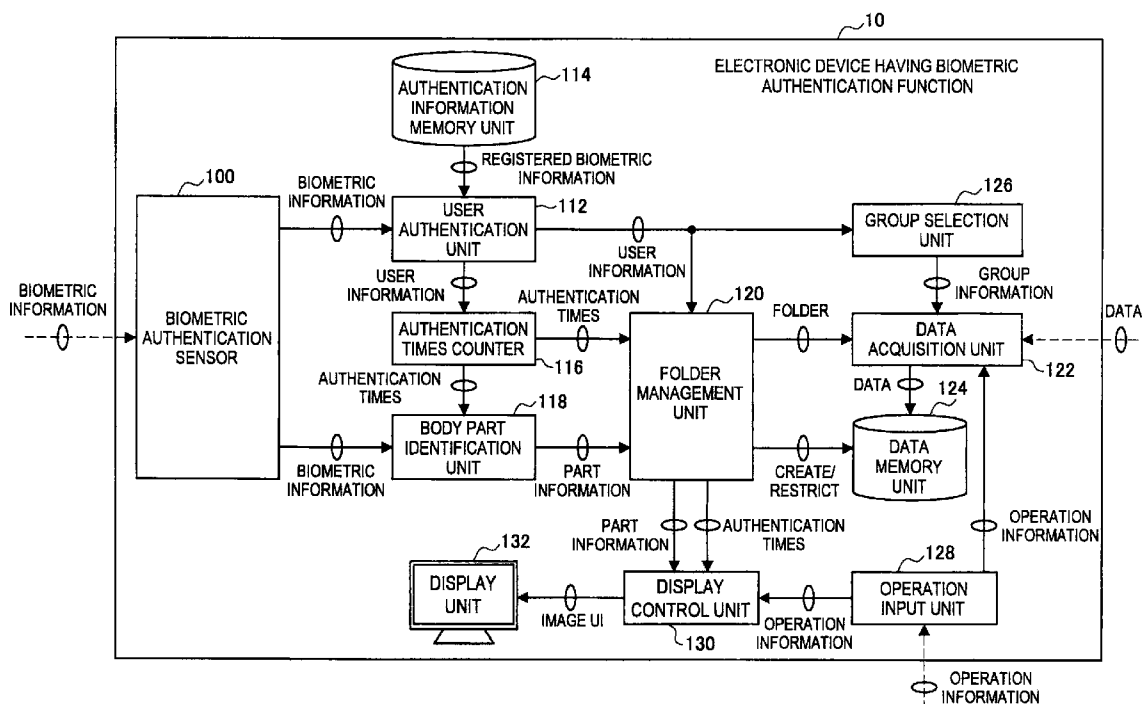 10
ELECTRONIC DEVICE HAVING BIOMETRIC
AUTHENTICATION FUNCTION
114
AUTHENTICATION
INFORMATION
MEMORY UNIT
REGISTERED BIOMETRIC
INFORMATION
100
BIOMETRIC
INFORMATION
112
USER
AUTHENTICATION
UNIT
126
GROUP SELECTION
UNIT
USER
INFORMATION
USER
INFORMATION
GROUP
INFORMATION
BIOMETRIC
INFORMATION
BIOMETRIC
AUTHENTICATION
SENSOR
AUTHENTICATION
TIMES
120
FOLDER
DATA
AUTHENTICATION
TIMES COUNTER
116
FOLDER
MANAGEMENT
UNIT
DATA
ACQUISITION UNIT
122
AUTHENTICATION
TIMES
118
DATA
124
BODY PART
IDENTIFICATION
UNIT
DATA
MEMORY
UNIT
BIOMETRIC
INFORMATION
PART
INFORMATION
CREATE/
RESTRICT
PART
INFORMATION
AUTHENTICATION
TIMES
OPERATION
INFORMATION
132
128
DISPLAY
UNIT
IMAGE UI
DISPLAY
CONTROL UNIT
130
OPERATION
INFORMATION
OPERATION
INPUT UNIT
OPERATION
INFORMATION